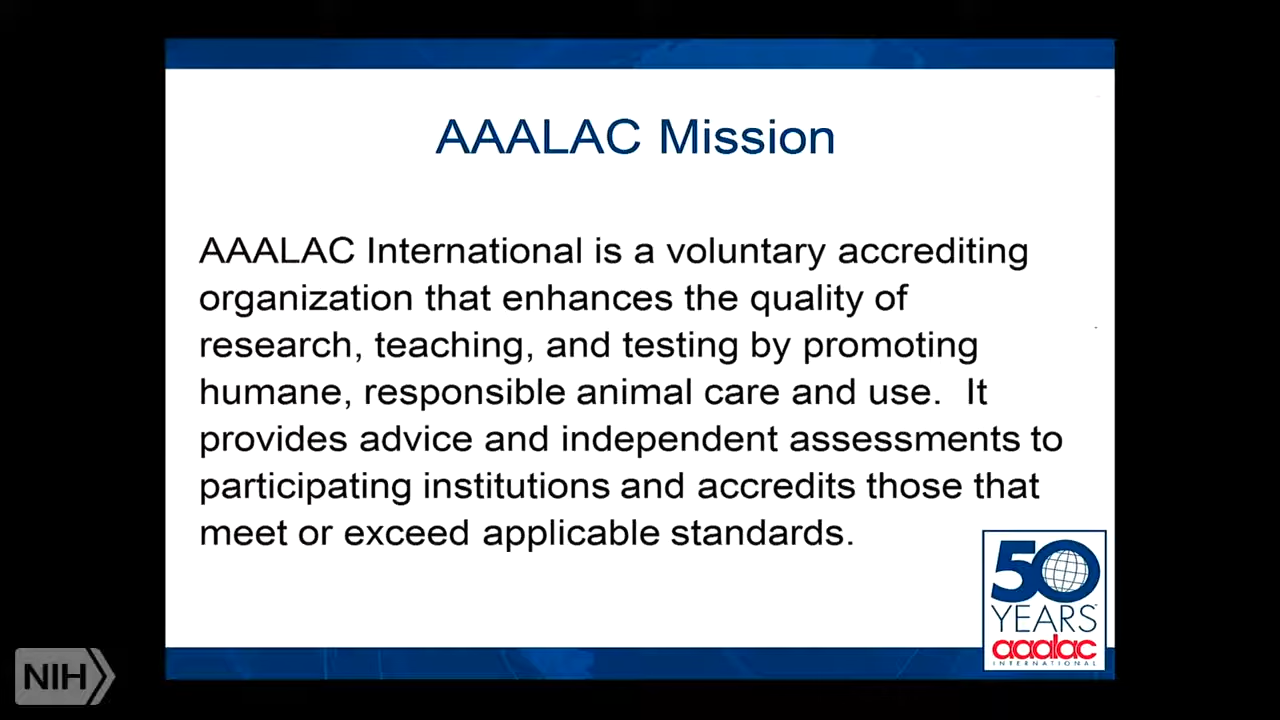 AAALAC Mission
AAALAC International is a voluntary accrediting
organization that enhances the quality of
research, teaching, and testing by promoting
humane, responsible animal care and use.  It
provides advice and independent assessments to
participating institutions and accredits those that
meet or exceed applicable standards.
50
YEARS
aaalac
INTERNATIONAL
NIH